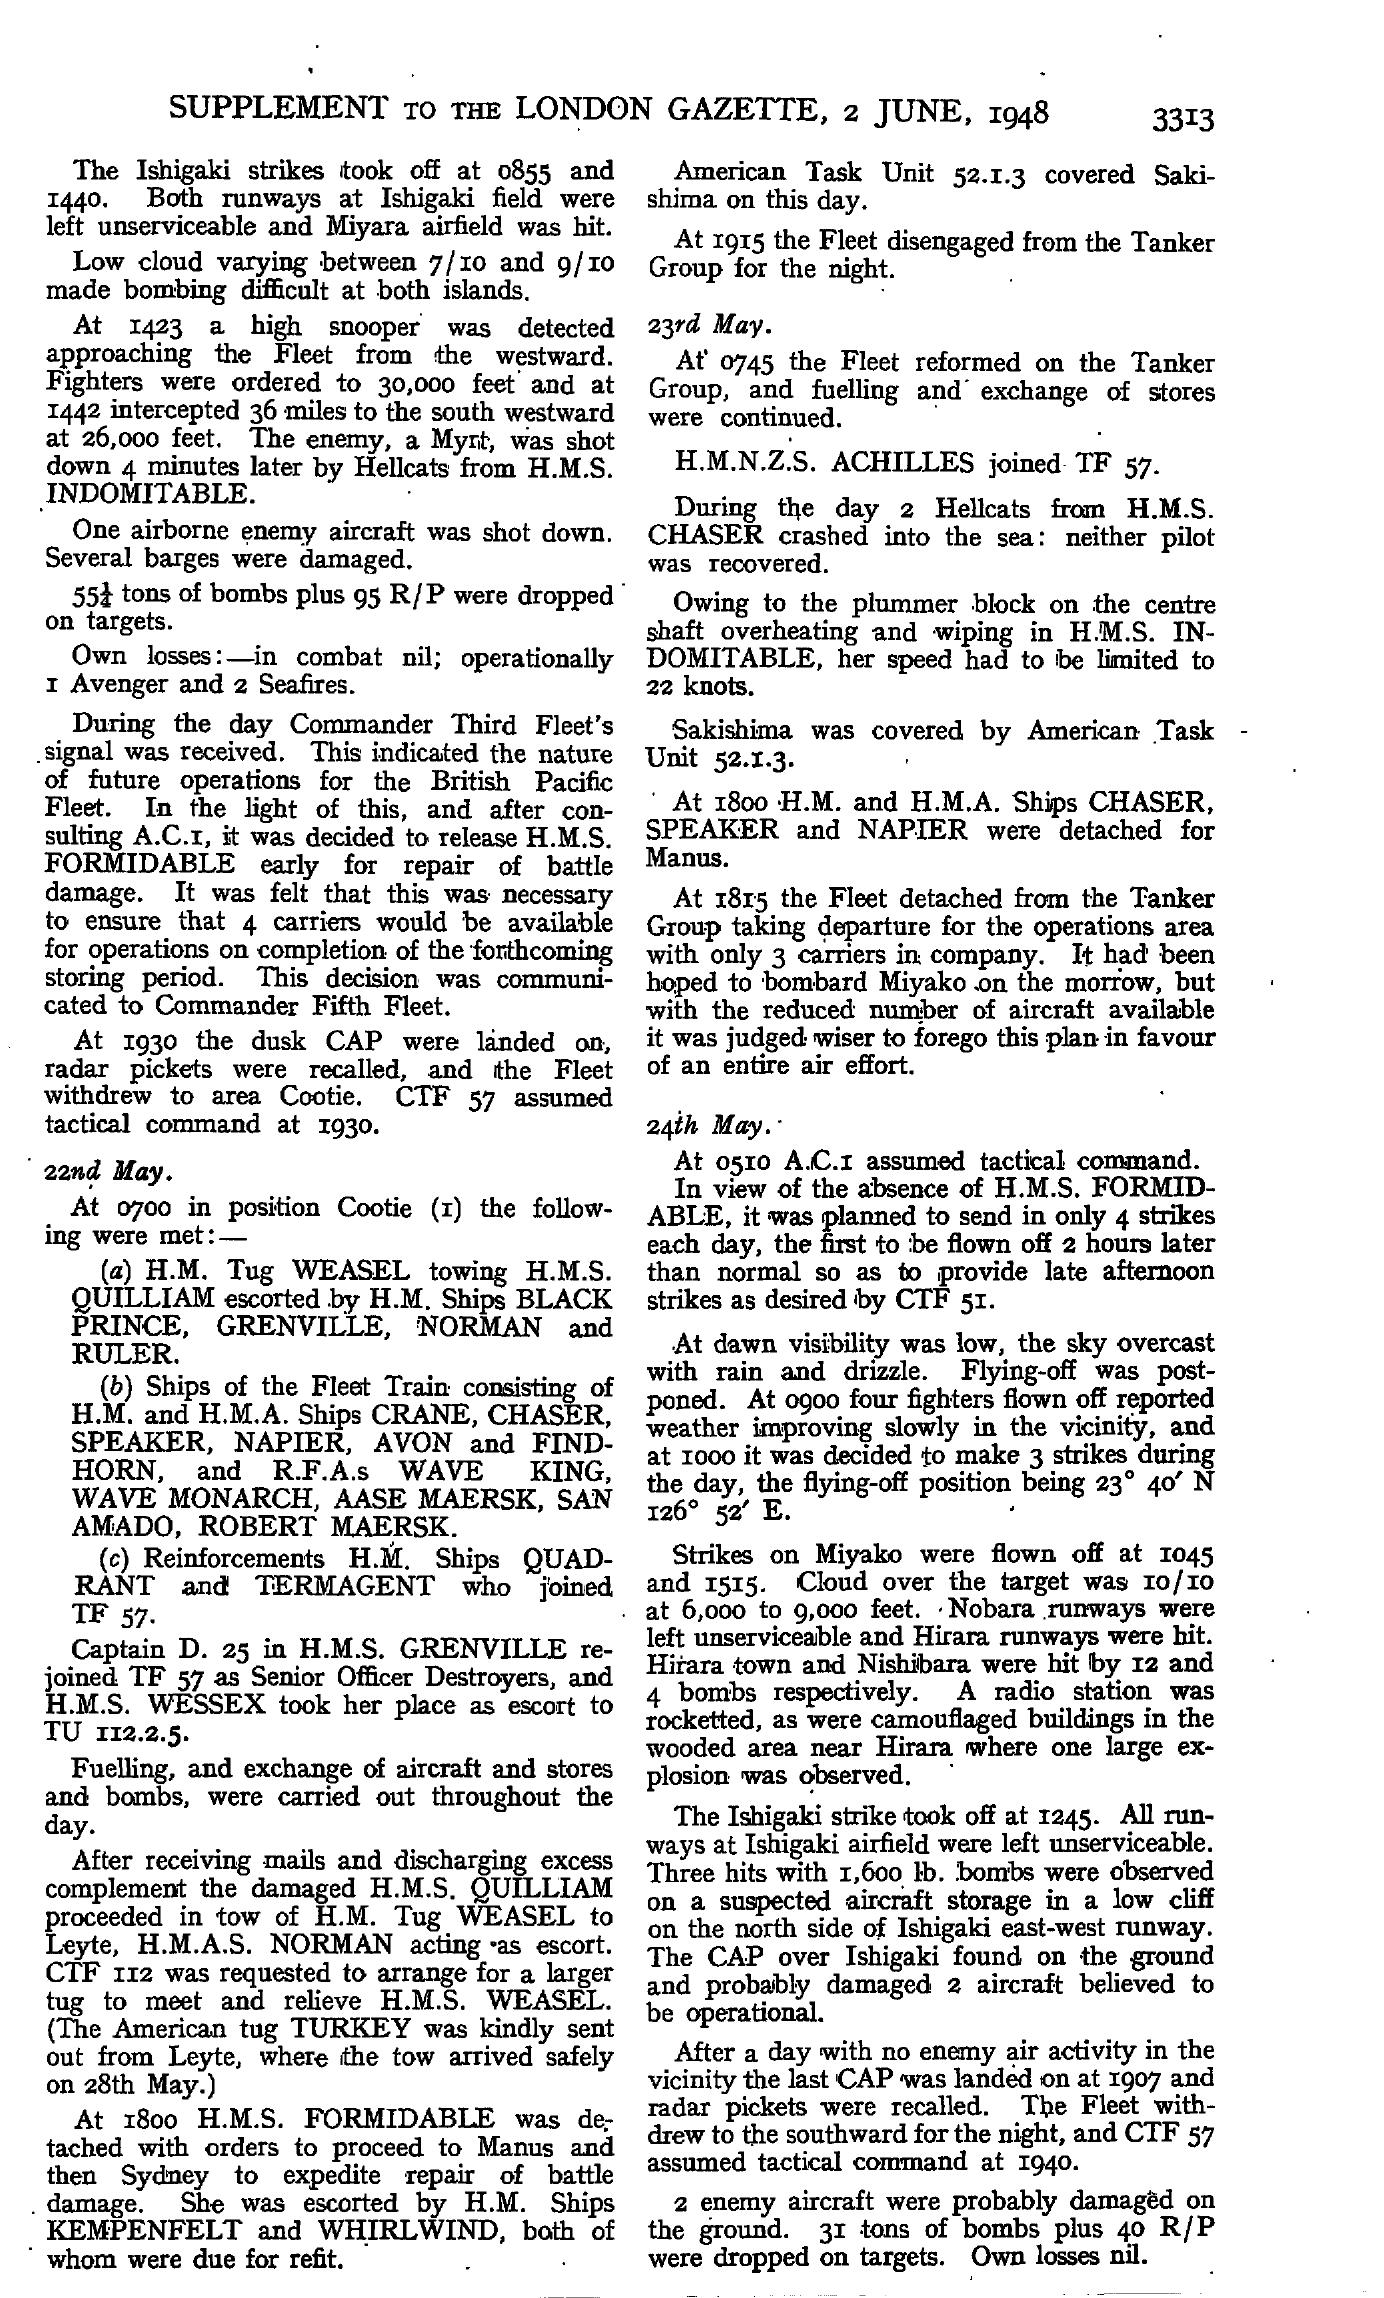 SUPPLEMENT TO THE LONDON GAZETTE, 2 JUNE, 1948 3313
The Ishigaki strikes took off at 0855 and
1440. Both runways at Ishigaki field were
left unserviceable and Miyara airfield was hit.
Low cloud varying between 7/10 and 9/10
made bombing difficult at both islands.
At 1423 a high snooper was detected
approaching the Fleet from the westward.
Fighters were ordered to 30,000 feet and at
1442 intercepted 36 miles to the south westward
at 26,000 feet. The enemy, a Myrt, was shot
down 4 minutes later by Hellcats from H.M.S.
INDOMITABLE.
One airborne enemy aircraft was shot down.
Several barges were damaged.
55½ tons of bombs plus 95 R/P were dropped
on targets.
Own losses:—in combat nil; operationally
1 Avenger and 2 Seafires.
During the day Commander Third Fleet's
signal was received. This indicated the nature
of future operations for the British Pacific
Fleet. In the light of this, and after con-
sulting A.C.1, it was decided to release H.M.S.
FORMIDABLE early for repair of battle
damage. It was felt that this was necessary
to ensure that 4 carriers would be available
for operations on completion of the forthcoming
storing period. This decision was communi-
cated to Commander Fifth Fleet.
At 1930 the dusk CAP were landed on,
radar pickets were recalled, and the Fleet
withdrew to area Cootie. CTF 57 assumed
tactical command at 1930.
22nd May.
At 0700 in position Cootie (1) the follow-
ing were met:—
(a) H.M. Tug WEASEL towing H.M.S.
QUILLIAM escorted by H.M. Ships BLACK
PRINCE, GRENVILLE, NORMAN and
RULER.
(b) Ships of the Fleet Train consisting of
H.M. and H.M.A. Ships CRANE, CHASER,
SPEAKER, NAPIER, AVON and FIND-
HORN, and R.F.A.s WAVE KING,
WAVE MONARCH, AASE MAERSK, SAN
AMADO, ROBERT MAERSK.
(c) Reinforcements H.M. Ships QUAD-
RANT and TERMAGENT who joined
TF 57.
Captain D. 25 in H.M.S. GRENVILLE re-
joined TF 57 as Senior Officer Destroyers, and
H.M.S. WESSEX took her place as escort to
TU 112.2.5.
Fuelling, and exchange of aircraft and stores
and bombs, were carried out throughout the
day.
After receiving mails and discharging excess
complement the damaged H.M.S. QUILLIAM
proceeded in tow of H.M. Tug WEASEL to
Leyte, H.M.A.S. NORMAN acting as escort.
CTF 112 was requested to arrange for a larger
tug to meet and relieve H.M.S. WEASEL.
(The American tug TURKEY was kindly sent
out from Leyte, where the tow arrived safely
on 28th May.)
At 1800 H.M.S. FORMIDABLE was de-
tached with orders to proceed to Manus and
then Sydney to expedite repair of battle
damage. She was escorted by H.M. Ships
KEMPENFELT and WHIRLWIND, both of
whom were due for refit.
American Task Unit 52.1.3 covered Saki-
shima on this day.
At 1915 the Fleet disengaged from the Tanker
Group for the night.
23rd May.
At 0745 the Fleet reformed on the Tanker
Group, and fuelling and exchange of stores
were continued.
H.M.N.Z.S. ACHILLES joined TF 57.
During the day 2 Hellcats from H.M.S.
CHASER crashed into the sea: neither pilot
was recovered.
Owing to the plummer block on the centre
shaft overheating and wiping in H.M.S. IN-
DOMITABLE, her speed had to be limited to
22 knots.
Sakishima was covered by American Task
Unit 52.1.3.
At 1800 H.M. and H.M.A. Ships CHASER,
SPEAKER and NAPIER were detached for
Manus.
At 1815 the Fleet detached from the Tanker
Group taking departure for the operations area
with only 3 carriers in company. It had been
hoped to bombard Miyako on the morrow, but
with the reduced number of aircraft available
it was judged wiser to forego this plan in favour
of an entire air effort.
24th May.
At 0510 A.C.1 assumed tactical command.
In view of the absence of H.M.S. FORMID-
ABLE, it was planned to send in only 4 strikes
each day, the first to be flown off 2 hours later
than normal so as to provide late afternoon
strikes as desired by CTF 51.
At dawn visibility was low, the sky overcast
with rain and drizzle. Flying-off was post-
poned. At 0900 four fighters flown off reported
weather improving slowly in the vicinity, and
at 1000 it was decided to make 3 strikes during
the day, the flying-off position being 23° 40′ N
126° 52′ E.
Strikes on Miyako were flown off at 1045
and 1515. Cloud over the target was 10/10
at 6,000 to 9,000 feet. Nobara runways were
left unserviceable and Hirara runways were hit.
Hirara town and Nishibara were hit by 12 and
4 bombs respectively. A radio station was
rocketted, as were camouflaged buildings in the
wooded area near Hirara where one large ex-
plosion was observed.
The Ishigaki strike took off at 1245. All run-
ways at Ishigaki airfield were left unserviceable.
Three hits with 1,600 lb. bombs were observed
on a suspected aircraft storage in a low cliff
on the north side of Ishigaki east-west runway.
The CAP over Ishigaki found on the ground
and probably damaged 2 aircraft believed to
be operational.
After a day with no enemy air activity in the
vicinity the last CAP was landed on at 1907 and
radar pickets were recalled. The Fleet with-
drew to the southward for the night, and CTF 57
assumed tactical command at 1940.
2 enemy aircraft were probably damaged on
the ground. 31 tons of bombs plus 40 R/P
were dropped on targets. Own losses nil.